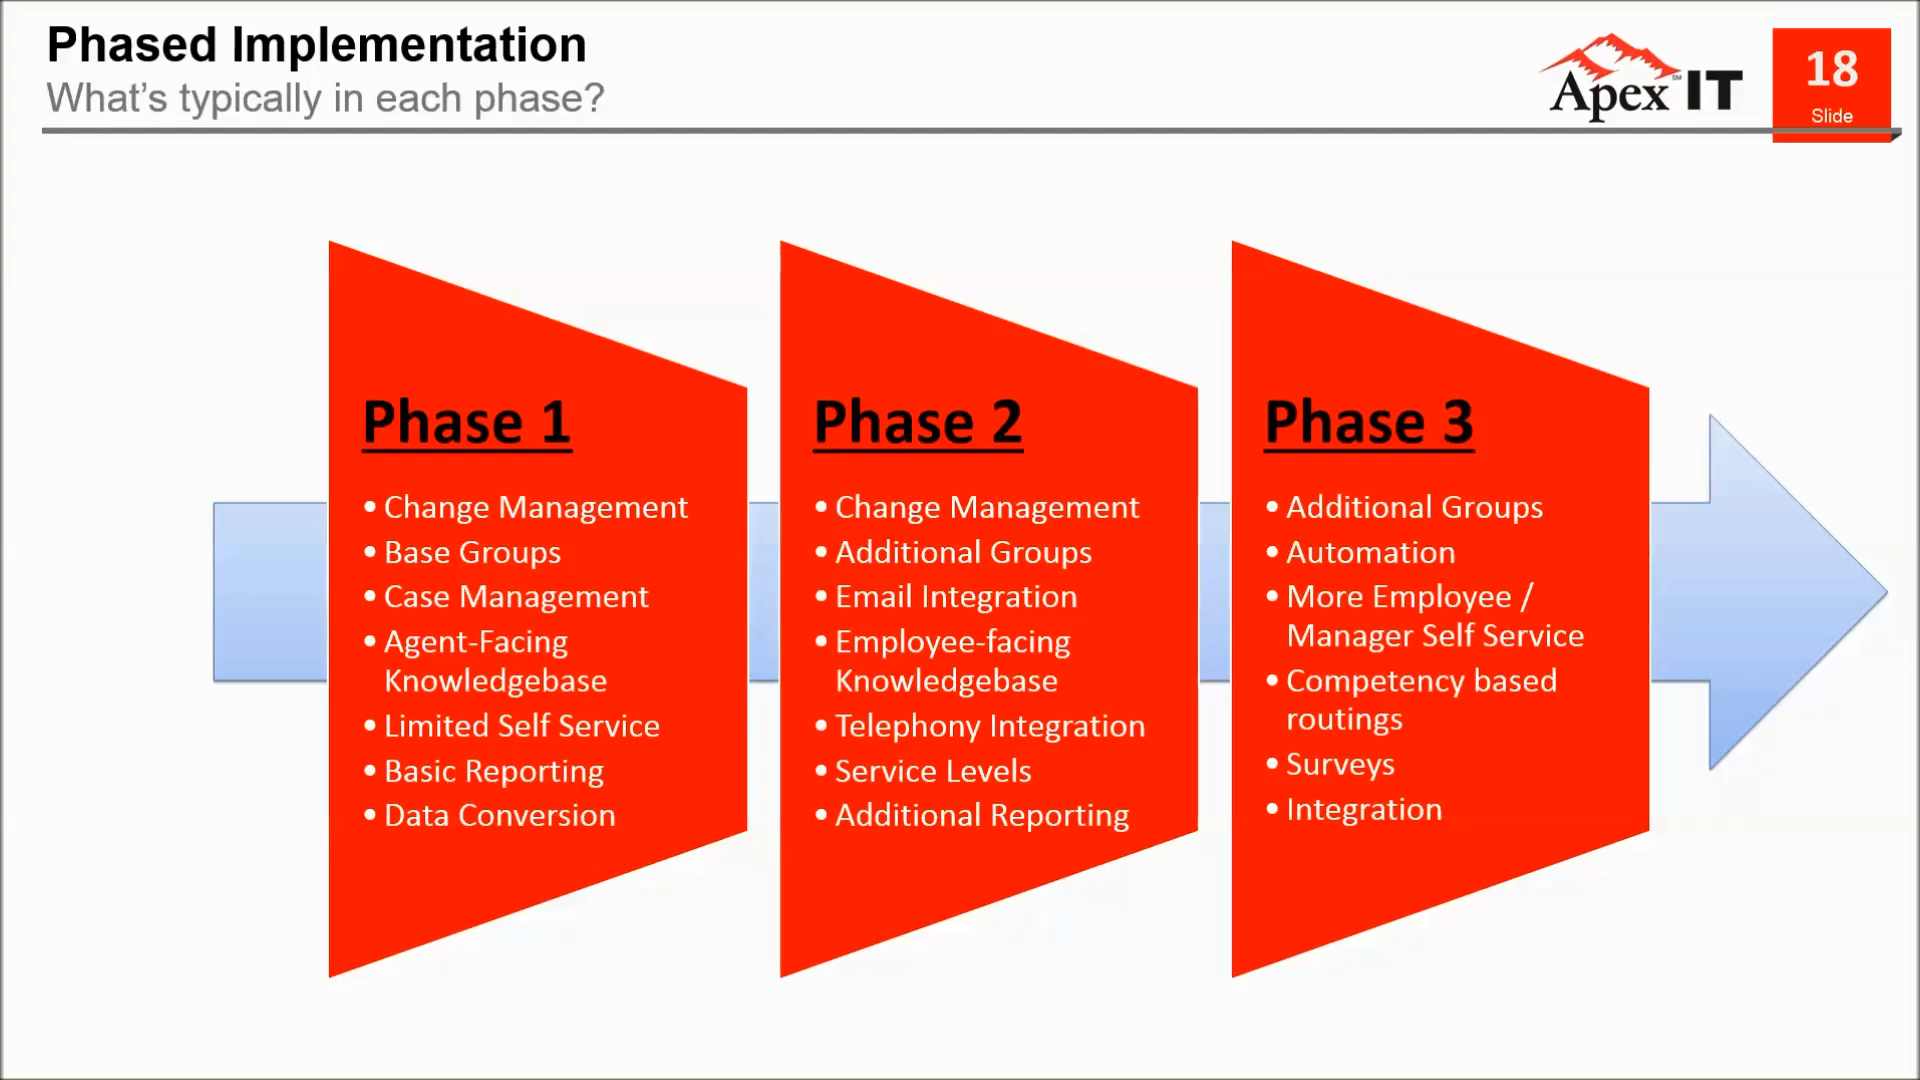 Phased Implementation
What's typically in each phase?
Apex IT
SM
18
Slide
Phase 1
• Change Management
• Base Groups
• Case Management
• Agent-Facing
Knowledgebase
• Limited Self Service
• Basic Reporting
• Data Conversion
Phase 2
• Change Management
• Additional Groups
• Email Integration
• Employee-facing
Knowledgebase
• Telephony Integration
• Service Levels
• Additional Reporting
Phase 3
• Additional Groups
• Automation
• More Employee /
Manager Self Service
• Competency based
routings
• Surveys
• Integration